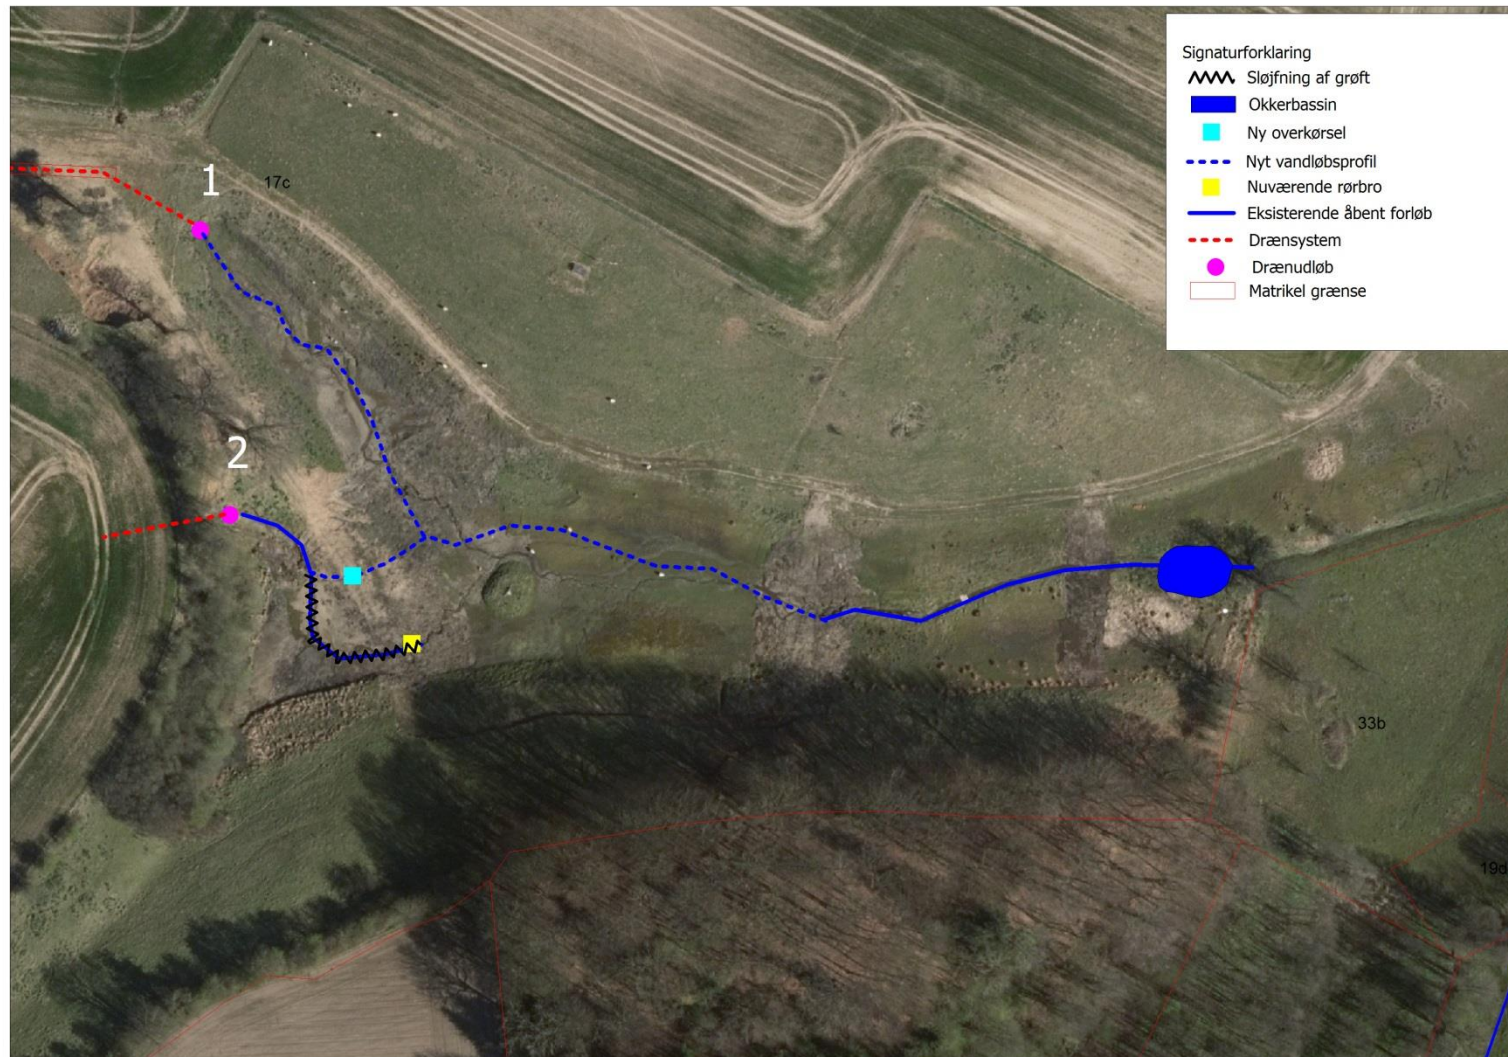 Signaturforklaring
Sløjfning af grøft
Okkerbassin
Ny overkørsel
Nyt vandløbsprofil
Nuværende rørbro
Eksisterende åbent forløb
Drænsystem
Drænudløb
Matrikel grænse
1
17c
2
33b
19d